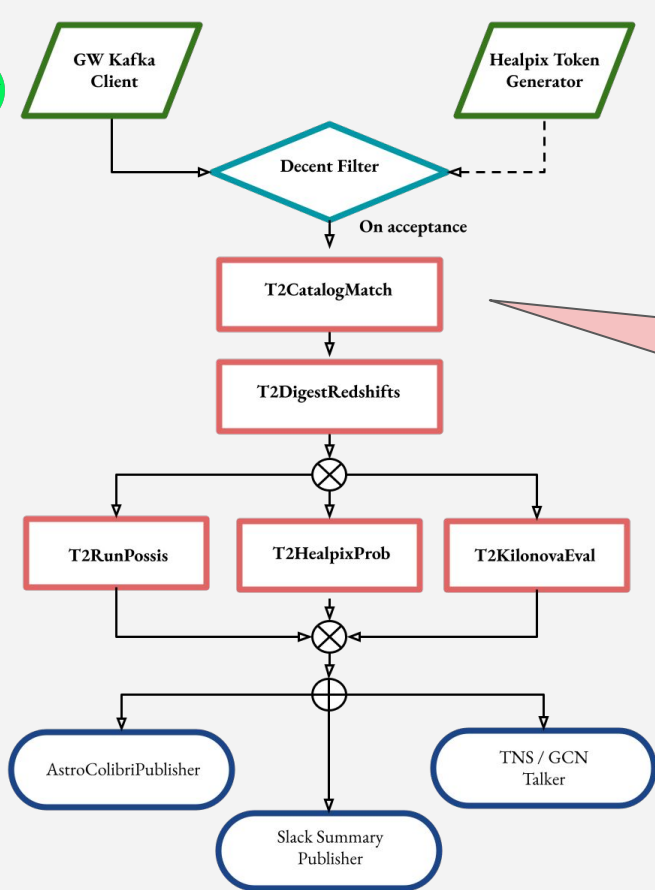 GW Kafka
Client
Healpix Token
Generator
Decent Filter
On acceptance
T2CatalogMatch
T2DigestRedshifts
T2RunPossis
T2HealpixProb
T2KilonovaEval
AstroColibriPublisher
TNS / GCN
Talker
Slack Summary
Publisher